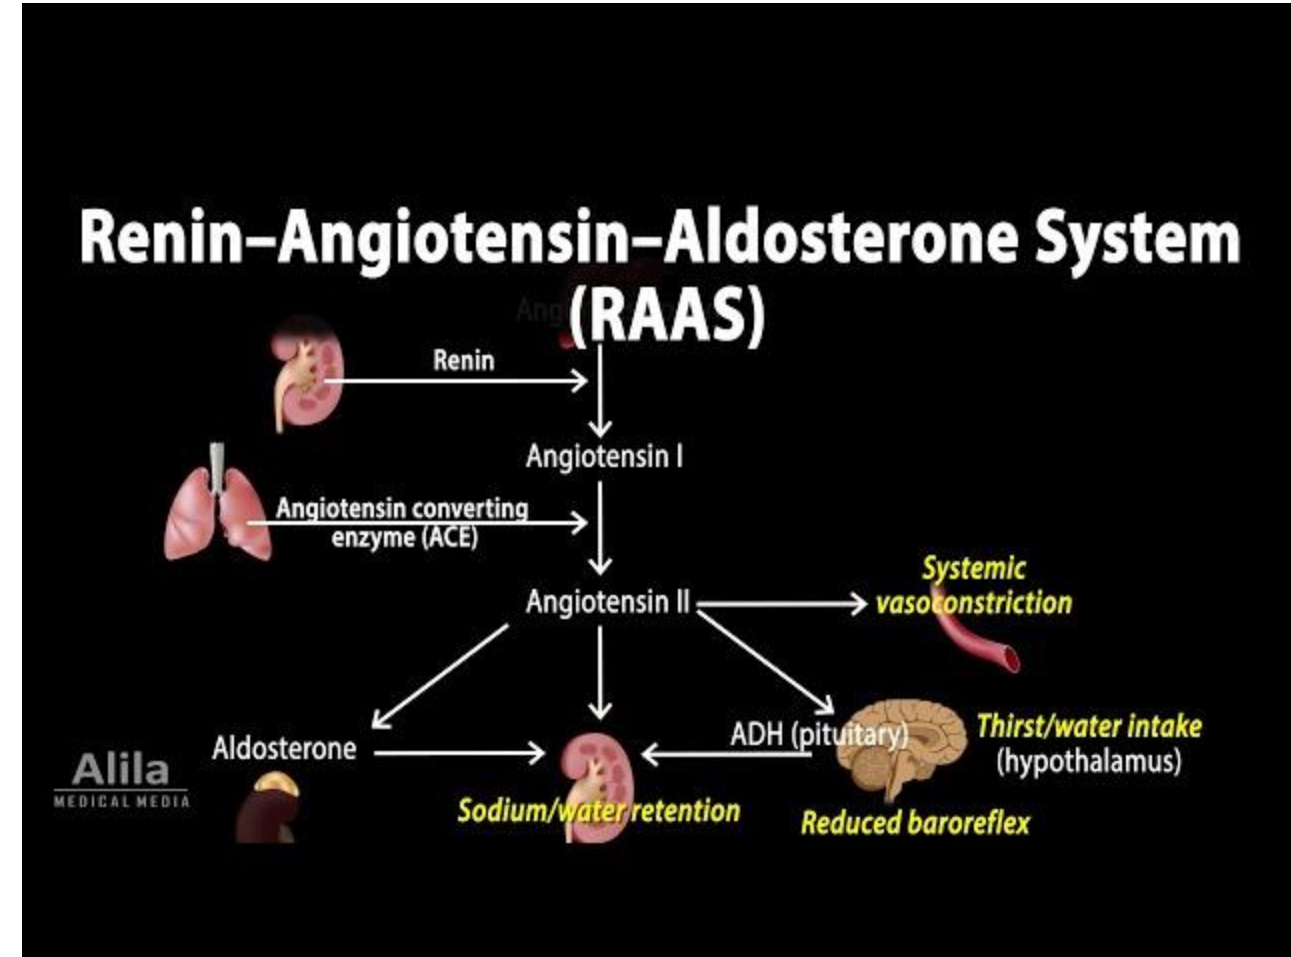 Renin–Angiotensin–Aldosterone System
(RAAS)
Renin
Angiotensin I
Angiotensin converting
enzyme (ACE)
Angiotensin II
Systemic
vasoconstriction
Aldosterone
ADH (pituitary)
Thirst/water intake
(hypothalamus)
Sodium/water retention
Reduced baroreflex
Alila
MEDICAL MEDIA